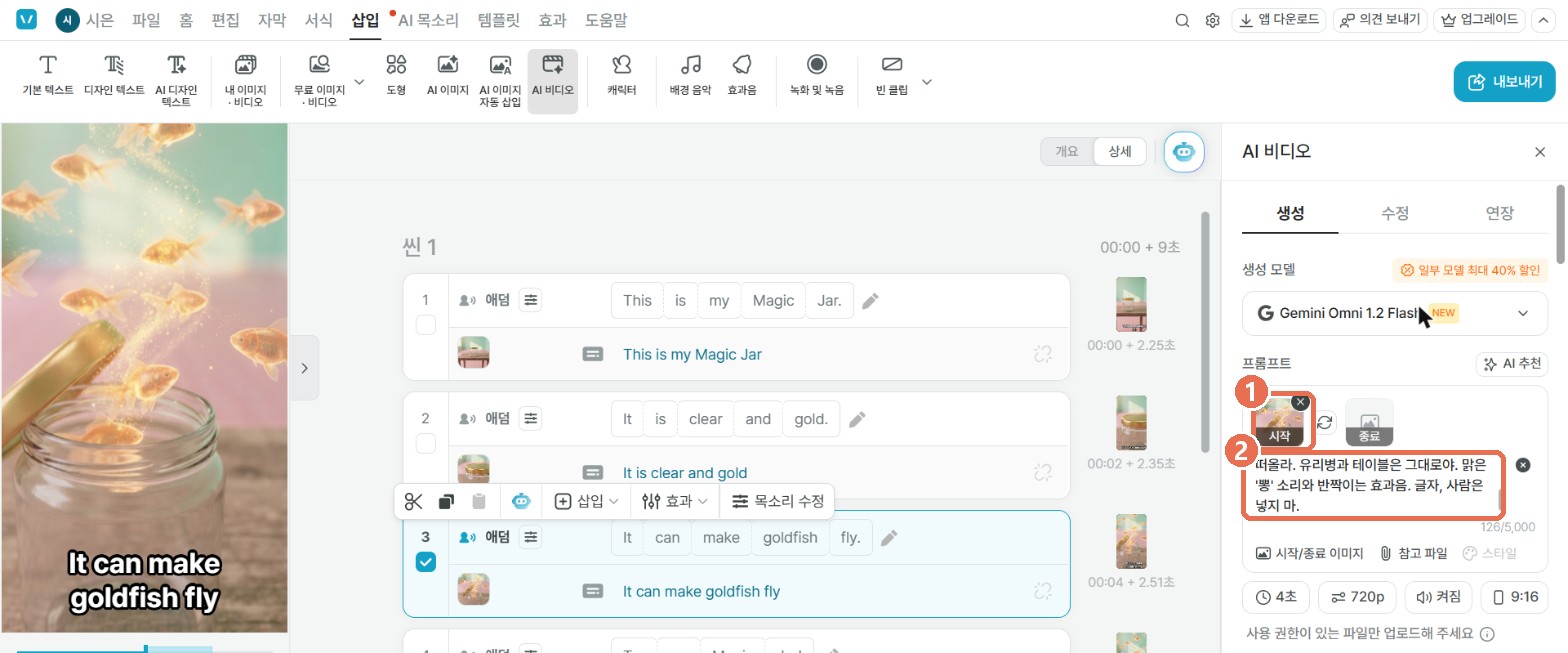 시 시은 파일 홈 편집 자막 서식 삽입 AI 목소리 템플릿 효과 도움말
앱 다운로드 의견 보내기 업그레이드
기본 텍스트 디자인 텍스트 AI 디자인 텍스트 내 이미지 · 비디오 무료 이미지 · 비디오 도형 AI 이미지 AI 이미지 자동 삽입 AI 비디오 캐릭터 배경 음악 효과음 녹화 및 녹음 빈 클립
내보내기
It can make
goldfish fly
개요 상세
씬 1
00:00 + 9초
1 애덤 This is my Magic Jar.
This is my Magic Jar
00:00 + 2.25초
2 애덤 It is clear and gold.
It is clear and gold
00:02 + 2.35초
삽입 효과 목소리 수정
3 애덤 It can make goldfish fly.
It can make goldfish fly
00:04 + 2.51초
AI 비디오
생성 수정 연장
생성 모델 일부 모델 최대 40% 할인
Gemini Omni 1.2 Flash NEW
프롬프트 AI 추천
1
시작 종료
2
떠올라. 유리병과 테이블은 그대로야. 맑은
'뽕' 소리와 반짝이는 효과음. 글자, 사람은
넣지 마.
126/5,000
시작/종료 이미지 참고 파일 스타일
4초 720p 켜짐 9:16
사용 권한이 있는 파일만 업로드해 주세요